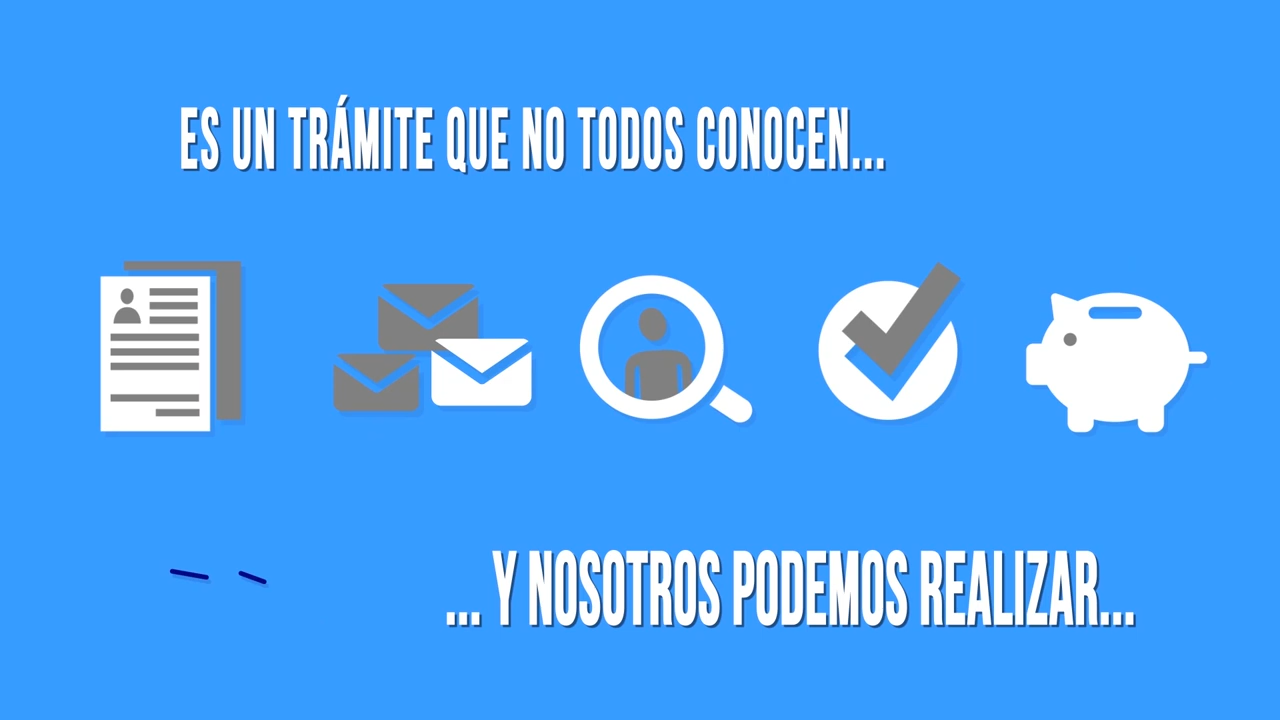 ES UN TRÁMITE QUE NO TODOS CONOCEN...
... Y NOSOTROS PODEMOS REALIZAR...